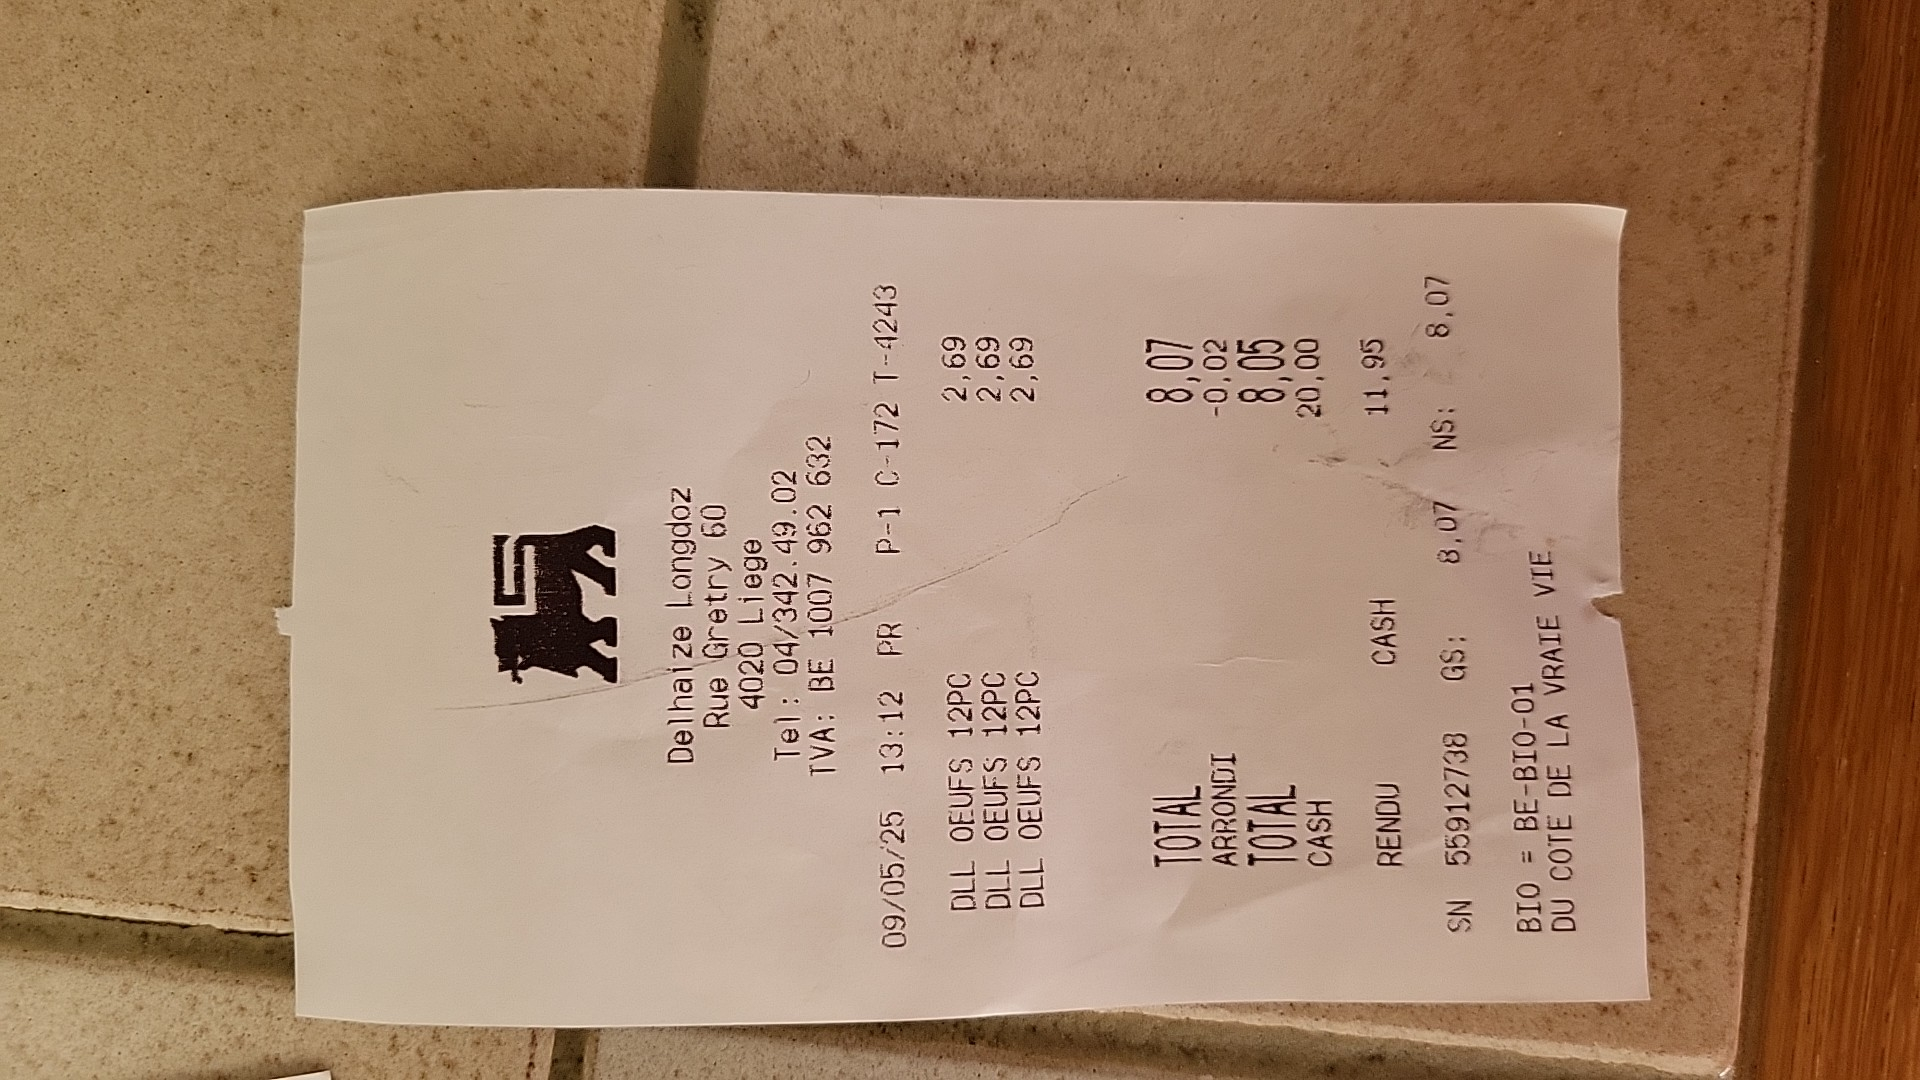 Delhaize Longdoz
Rue Gretry 60
4020 Liege
Tel: 04/342.49.02
TVA: BE 1007 962 632
09/05/25 13:12 PR P-1 C-172 T-4243
DLL OEUFS 12PC 2,69
DLL OEUFS 12PC 2,69
DLL OEUFS 12PC 2,69
TOTAL 8,07
ARRONDI -0,02
TOTAL 8,05
CASH 20,00
RENDU CASH 11,95
SN 55912738 GS: 8,07 NS: 8,07
BIO = BE-BIO-01
DU COTE DE LA VRAIE VIE